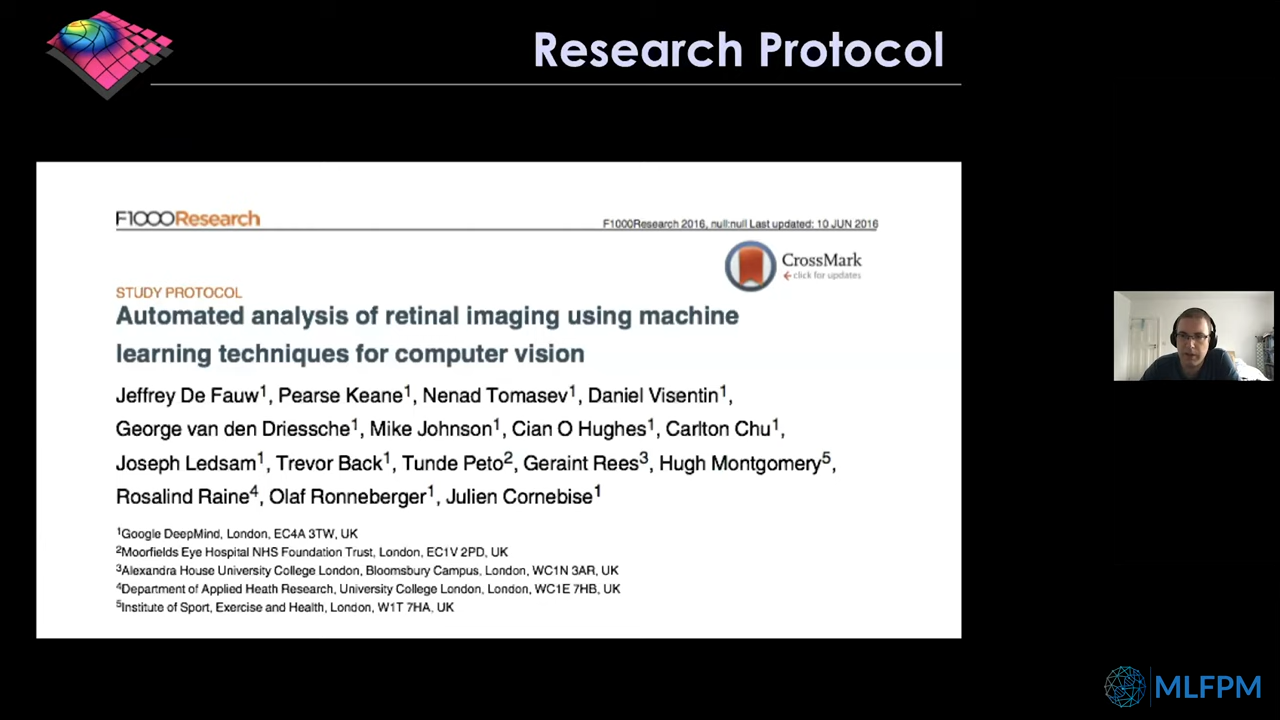 Research Protocol
F1000Research
F1000Research 2016, null:null Last updated: 10 JUN 2016
CrossMark
click for updates
STUDY PROTOCOL
Automated analysis of retinal imaging using machine
learning techniques for computer vision
Jeffrey De Fauw1, Pearse Keane1, Nenad Tomasev1, Daniel Visentin1,
George van den Driessche1, Mike Johnson1, Cian O Hughes1, Carlton Chu1,
Joseph Ledsam1, Trevor Back1, Tunde Peto2, Geraint Rees3, Hugh Montgomery5,
Rosalind Raine4, Olaf Ronneberger1, Julien Cornebise1
1Google DeepMind, London, EC4A 3TW, UK
2Moorfields Eye Hospital NHS Foundation Trust, London, EC1V 2PD, UK
3Alexandra House University College London, Bloomsbury Campus, London, WC1N 3AR, UK
4Department of Applied Heath Research, University College London, London, WC1E 7HB, UK
5Institute of Sport, Exercise and Health, London, W1T 7HA, UK
MLFPM